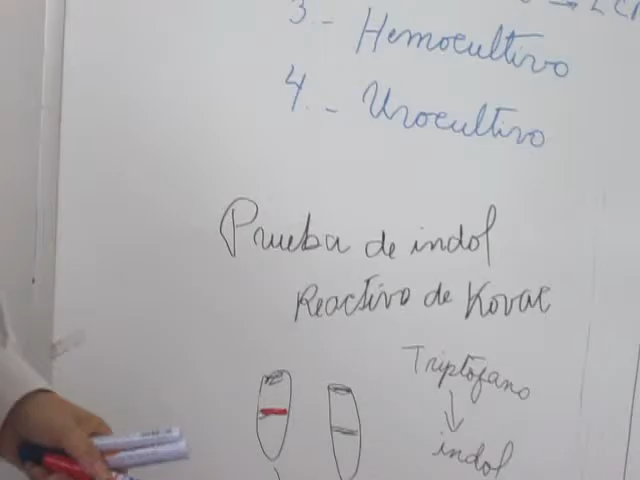 3.- Hemocultivo
4.- Urocultivo
Prueba de indol
Reactivo de Kovac
Triptofano
↓
indol